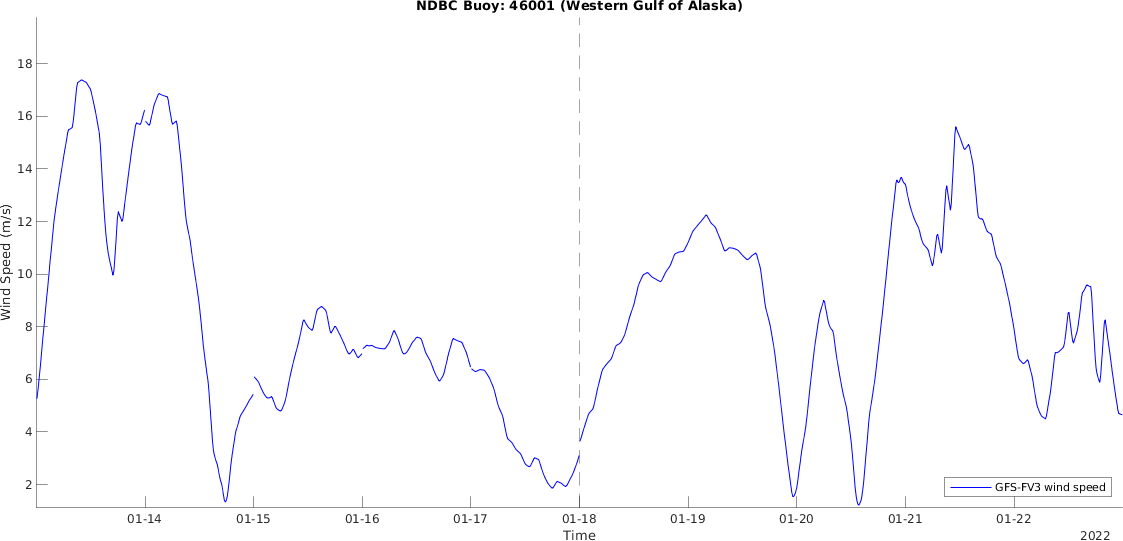 NDBC Buoy: 46001 (Western Gulf of Alaska)
18
16
14
12
10
8
6
4
2
Wind Speed (m/s)
GFS-FV3 wind speed
01-14 01-15 01-16 01-17 01-18 01-19 01-20 01-21 01-22
Time
2022